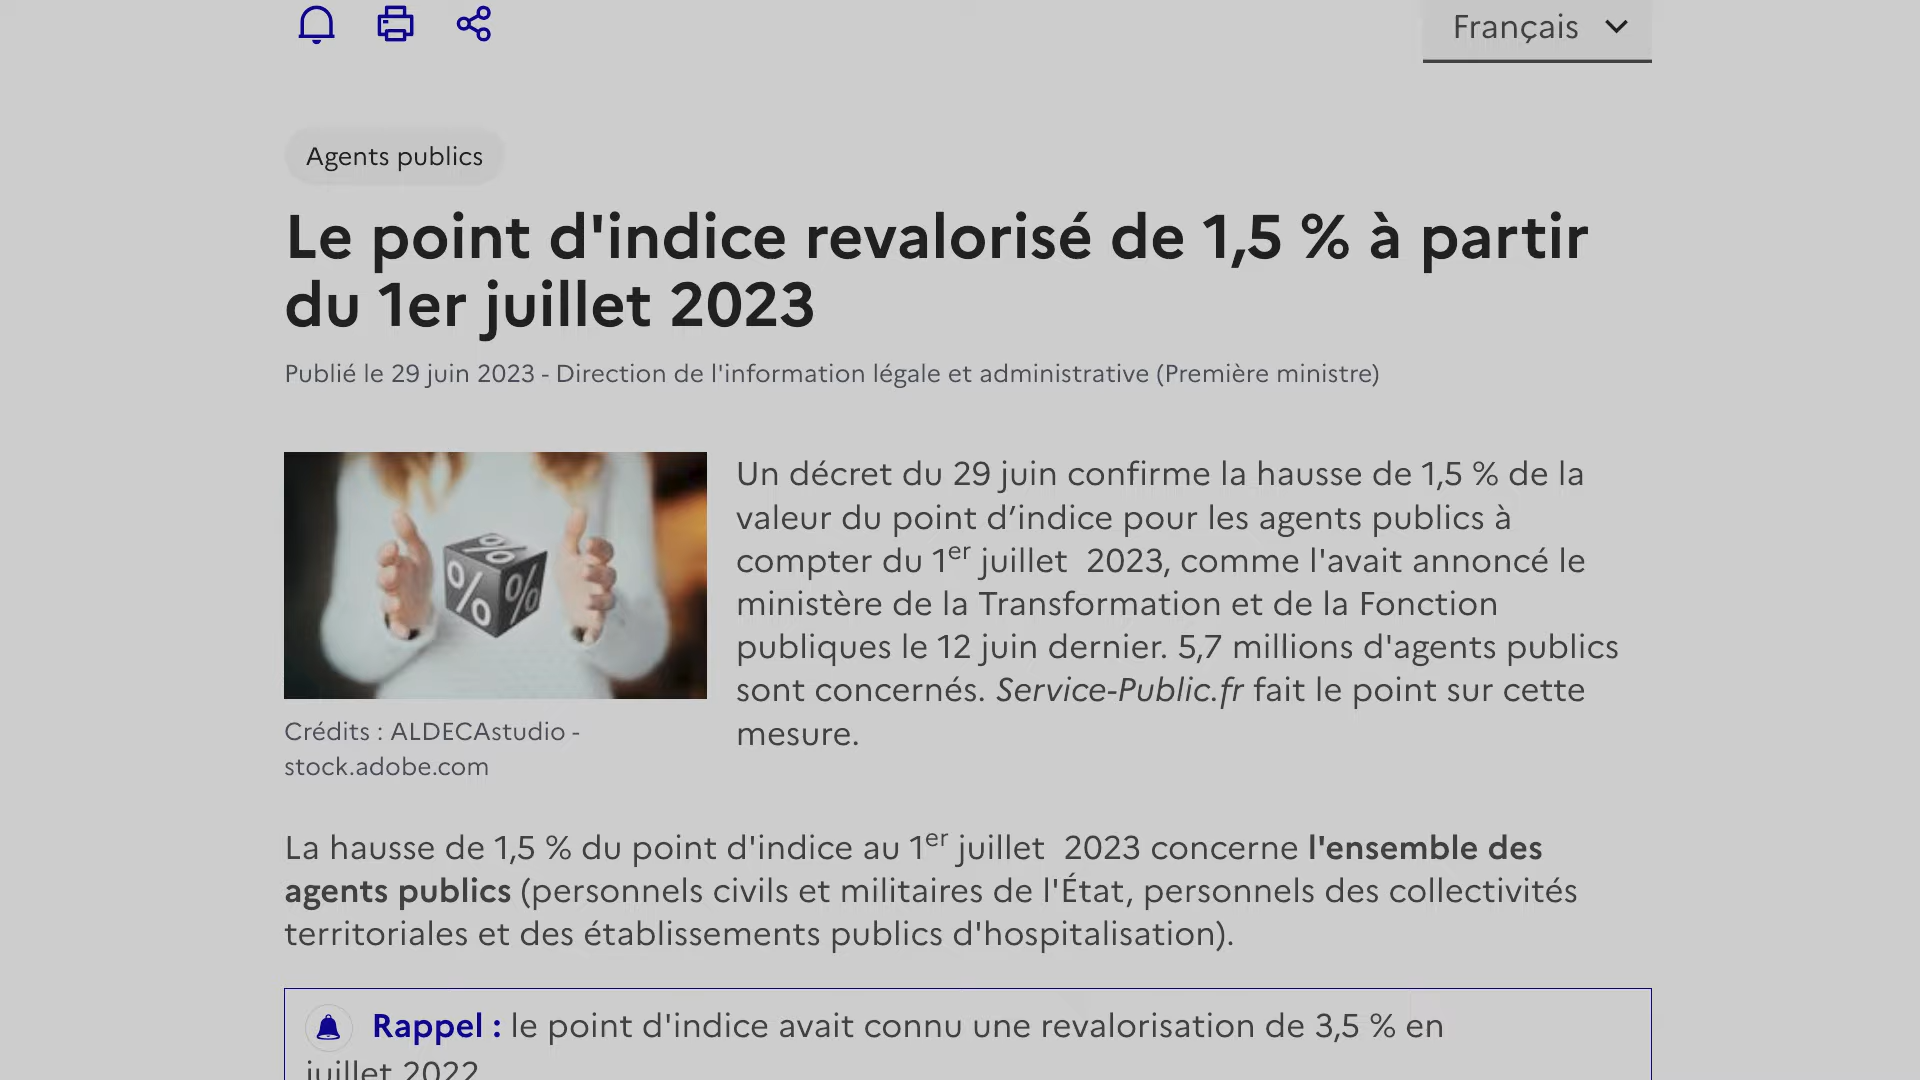 Français
Agents publics
Le point d'indice revalorisé de 1,5 % à partir
du 1er juillet 2023
Publié le 29 juin 2023 - Direction de l'information légale et administrative (Première ministre)
Un décret du 29 juin confirme la hausse de 1,5 % de la
valeur du point d’indice pour les agents publics à
compter du 1er juillet 2023, comme l'avait annoncé le
ministère de la Transformation et de la Fonction
publiques le 12 juin dernier. 5,7 millions d'agents publics
sont concernés. Service-Public.fr fait le point sur cette
mesure.
% % %
Crédits : ALDECAstudio -
stock.adobe.com
La hausse de 1,5 % du point d'indice au 1er juillet 2023 concerne l'ensemble des
agents publics (personnels civils et militaires de l'État, personnels des collectivités
territoriales et des établissements publics d'hospitalisation).
Rappel : le point d'indice avait connu une revalorisation de 3,5 % en
juillet 2022